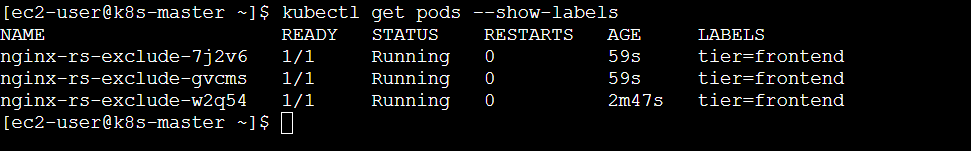 [ec2-user@k8s-master ~]$ kubectl get pods --show-labels
NAME                     READY   STATUS    RESTARTS   AGE     LABELS
nginx-rs-exclude-7j2v6   1/1     Running   0          59s     tier=frontend
nginx-rs-exclude-gvcms   1/1     Running   0          59s     tier=frontend
nginx-rs-exclude-w2q54   1/1     Running   0          2m47s   tier=frontend
[ec2-user@k8s-master ~]$